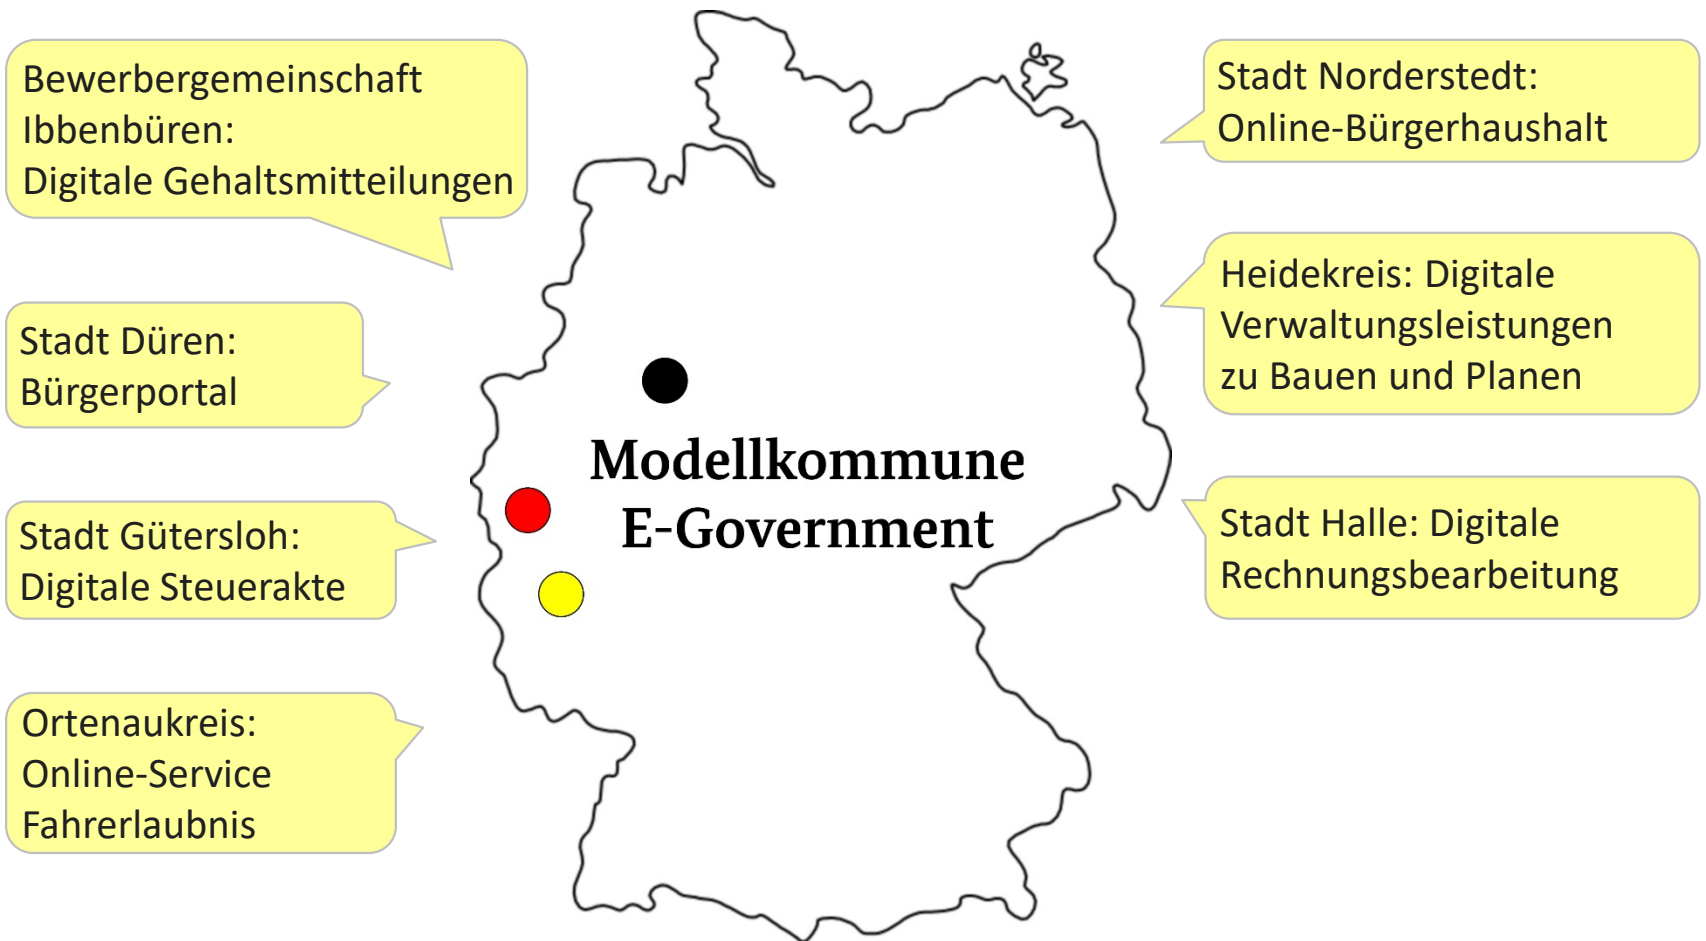 Bewerbergemeinschaft
Ibbenbüren:
Digitale Gehaltsmitteilungen
Stadt Düren:
Bürgerportal
Stadt Gütersloh:
Digitale Steuerakte
Ortenaukreis:
Online-Service
Fahrerlaubnis
Modellkommune
E-Government
Stadt Norderstedt:
Online-Bürgerhaushalt
Heidekreis: Digitale
Verwaltungsleistungen
zu Bauen und Planen
Stadt Halle: Digitale
Rechnungsbearbeitung